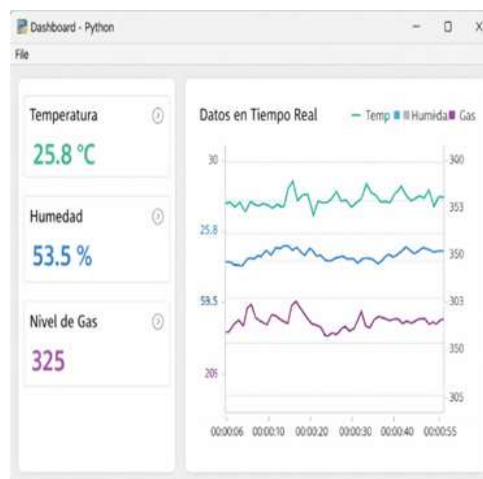 Dashboard - Python
File
Temperatura
25.8 °C
Humedad
53.5 %
Nivel de Gas
325
Datos en Tiempo Real
Temp
Humida
Gas
30
25.8
59.5
205
300
353
350
303
350
305
00:00:06 00:00:10 00:00:20 00:00:30 00:00:40 00:00:55